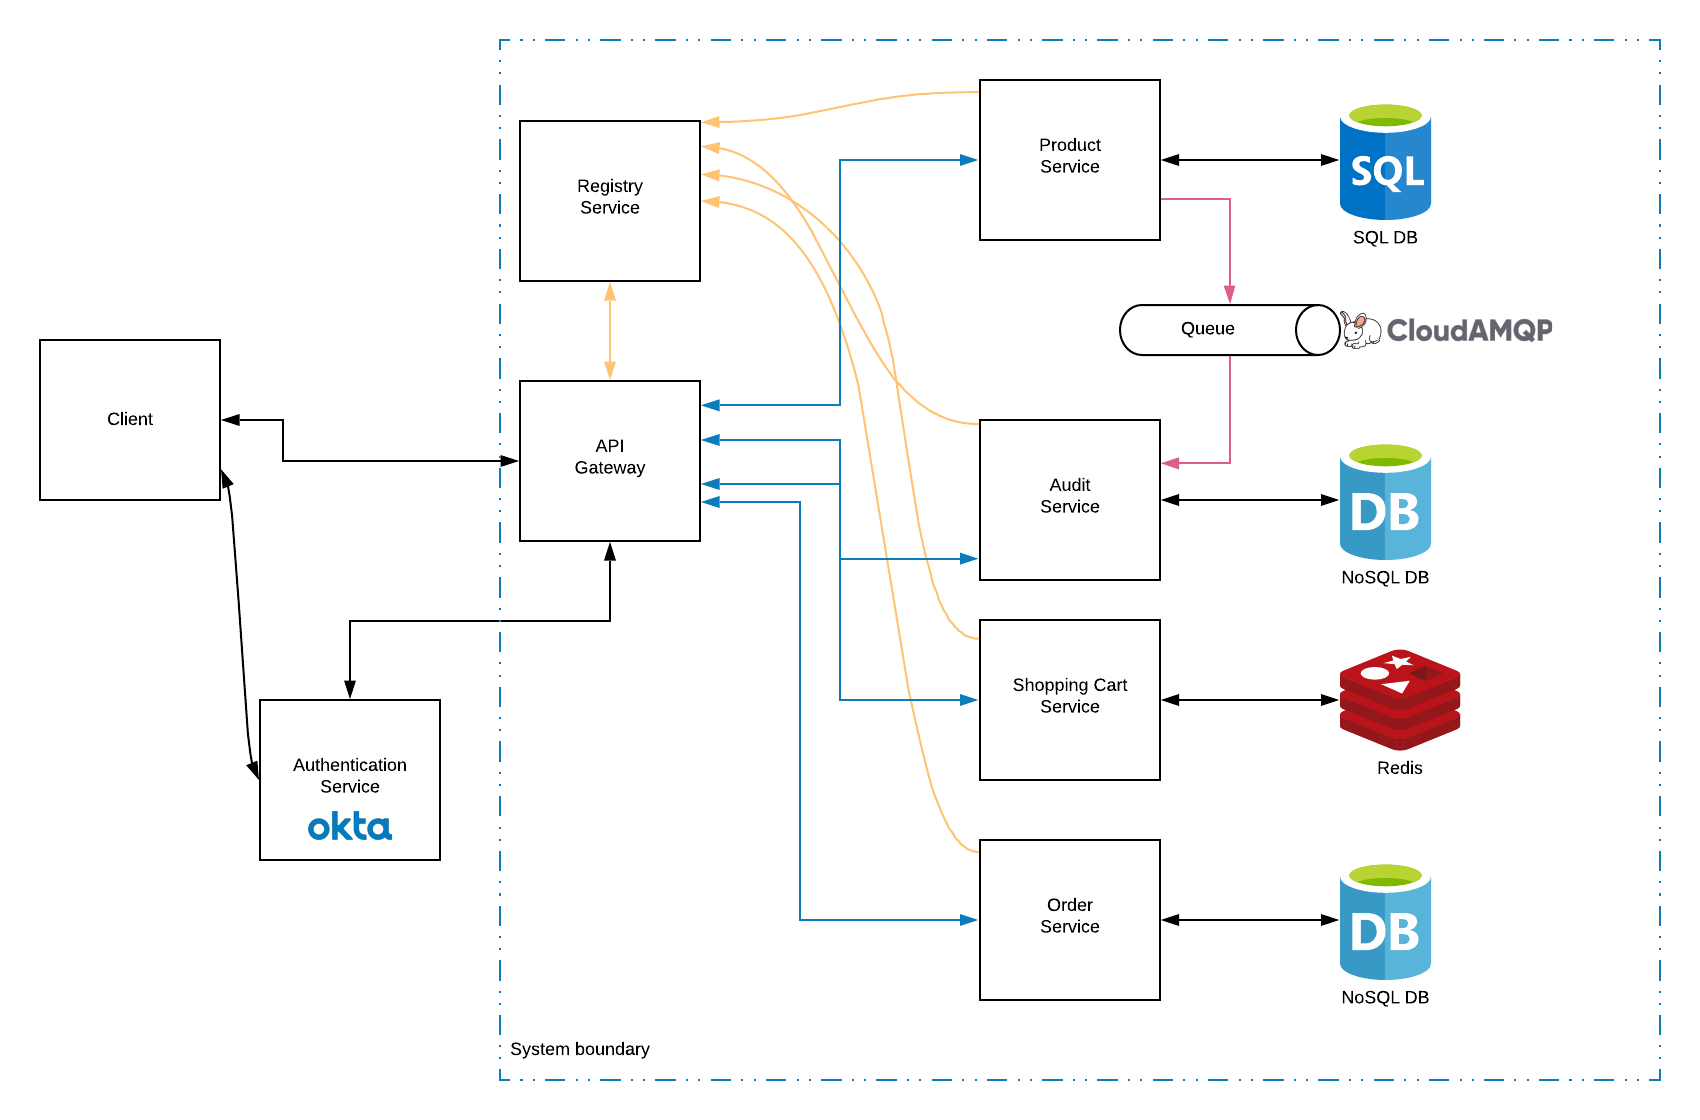 Product
Service
SQL
SQL DB
Registry
Service
Queue
CloudAMQP
Client
API
Gateway
Audit
Service
DB
NoSQL DB
Shopping Cart
Service
Redis
Authentication
Service
okta
Order
Service
DB
NoSQL DB
System boundary